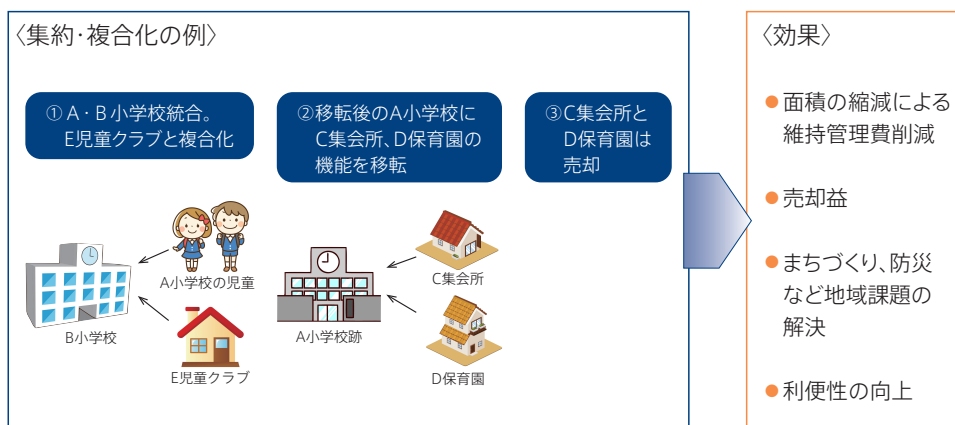 〈集約・複合化の例〉
①A・B小学校統合。
E児童クラブと複合化
②移転後のA小学校に
C集会所、D保育園の
機能を移転
③C集会所と
D保育園は
売却
A小学校の児童
B小学校
E児童クラブ
C集会所
A小学校跡
D保育園
〈効果〉
●面積の縮減による
維持管理費削減
●売却益
●まちづくり、防災
など地域課題の
解決
●利便性の向上